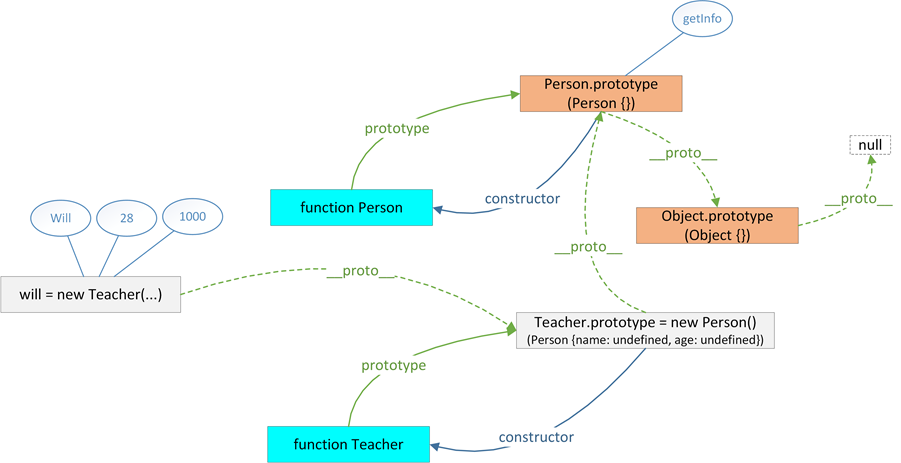 getInfo
Person.prototype
(Person {})
prototype
__proto__
null
constructor
function Person
__proto__
Will
28
1000
Object.prototype
(Object {})
__proto__
__proto__
will = new Teacher(...)
Teacher.prototype = new Person()
(Person {name: undefined, age: undefined})
prototype
constructor
function Teacher